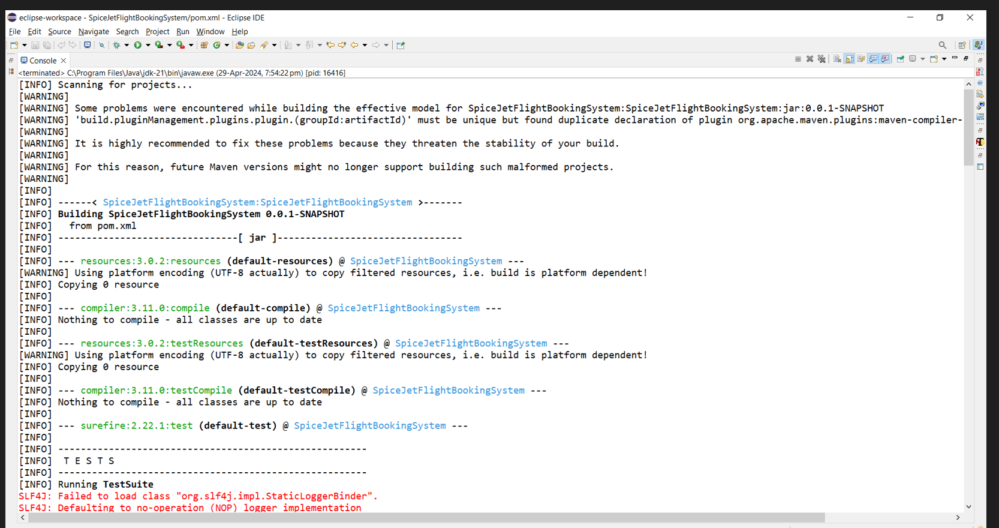 eclipse-workspace - SpiceJetFlightBookingSystem/pom.xml - Eclipse IDE
File Edit Source Navigate Search Project Run Window Help
Console
<terminated> C:\Program Files\Java\jdk-21\bin\javaw.exe (29-Apr-2024, 7:54:22 pm) [pid: 16416]
[INFO] Scanning for projects...
[WARNING]
[WARNING] Some problems were encountered while building the effective model for SpiceJetFlightBookingSystem:SpiceJetFlightBookingSystem:jar:0.0.1-SNAPSHOT
[WARNING] 'build.pluginManagement.plugins.plugin.(groupId:artifactId)' must be unique but found duplicate declaration of plugin org.apache.maven.plugins:maven-compiler-
[WARNING]
[WARNING] It is highly recommended to fix these problems because they threaten the stability of your build.
[WARNING]
[WARNING] For this reason, future Maven versions might no longer support building such malformed projects.
[WARNING]
[INFO]
[INFO] ------< SpiceJetFlightBookingSystem:SpiceJetFlightBookingSystem >-------
[INFO] Building SpiceJetFlightBookingSystem 0.0.1-SNAPSHOT
[INFO]   from pom.xml
[INFO] --------------------------------[ jar ]---------------------------------
[INFO]
[INFO] --- resources:3.0.2:resources (default-resources) @ SpiceJetFlightBookingSystem ---
[WARNING] Using platform encoding (UTF-8 actually) to copy filtered resources, i.e. build is platform dependent!
[INFO] Copying 0 resource
[INFO]
[INFO] --- compiler:3.11.0:compile (default-compile) @ SpiceJetFlightBookingSystem ---
[INFO] Nothing to compile - all classes are up to date
[INFO]
[INFO] --- resources:3.0.2:testResources (default-testResources) @ SpiceJetFlightBookingSystem ---
[WARNING] Using platform encoding (UTF-8 actually) to copy filtered resources, i.e. build is platform dependent!
[INFO] Copying 0 resource
[INFO]
[INFO] --- compiler:3.11.0:testCompile (default-testCompile) @ SpiceJetFlightBookingSystem ---
[INFO] Nothing to compile - all classes are up to date
[INFO]
[INFO] --- surefire:2.22.1:test (default-test) @ SpiceJetFlightBookingSystem ---
[INFO]
[INFO] -------------------------------------------------------
[INFO]  T E S T S
[INFO] -------------------------------------------------------
[INFO] Running TestSuite
SLF4J: Failed to load class "org.slf4j.impl.StaticLoggerBinder".
SLF4J: Defaulting to no-operation (NOP) logger implementation